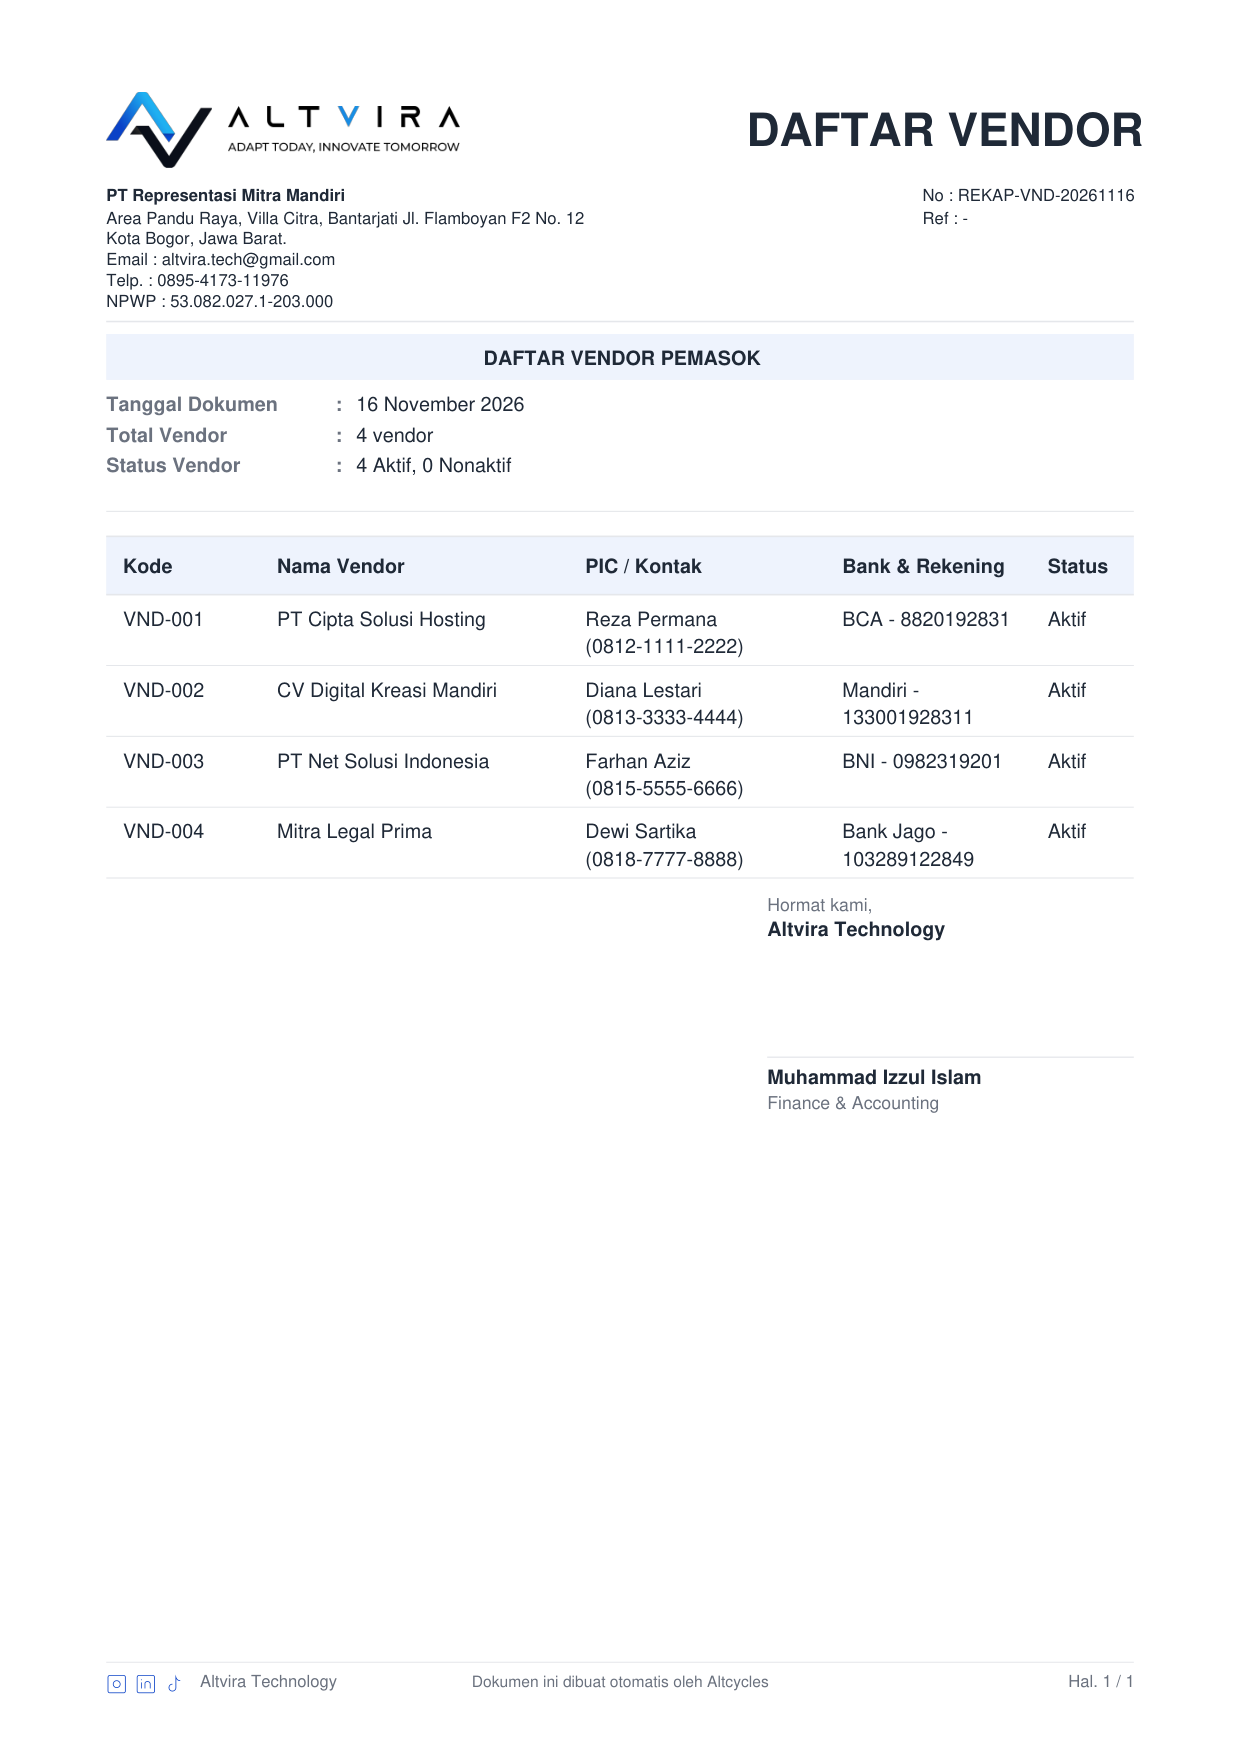 ALTVIRA
ADAPT TODAY, INNOVATE TOMORROW
DAFTAR VENDOR
PT Representasi Mitra Mandiri
Area Pandu Raya, Villa Citra, Bantarjati Jl. Flamboyan F2 No. 12
Kota Bogor, Jawa Barat.
Email : altvira.tech@gmail.com
Telp. : 0895-4173-11976
NPWP : 53.082.027.1-203.000
No : REKAP-VND-20261116
Ref : -
DAFTAR VENDOR PEMASOK
Tanggal Dokumen : 16 November 2026
Total Vendor : 4 vendor
Status Vendor : 4 Aktif, 0 Nonaktif
Kode Nama Vendor PIC / Kontak Bank & Rekening Status
VND-001 PT Cipta Solusi Hosting Reza Permana BCA - 8820192831 Aktif
(0812-1111-2222)
VND-002 CV Digital Kreasi Mandiri Diana Lestari Mandiri - Aktif
(0813-3333-4444) 133001928311
VND-003 PT Net Solusi Indonesia Farhan Aziz BNI - 0982319201 Aktif
(0815-5555-6666)
VND-004 Mitra Legal Prima Dewi Sartika Bank Jago - Aktif
(0818-7777-8888) 103289122849
Hormat kami,
Altvira Technology
Muhammad Izzul Islam
Finance & Accounting
Altvira Technology Dokumen ini dibuat otomatis oleh Altcycles Hal. 1 / 1